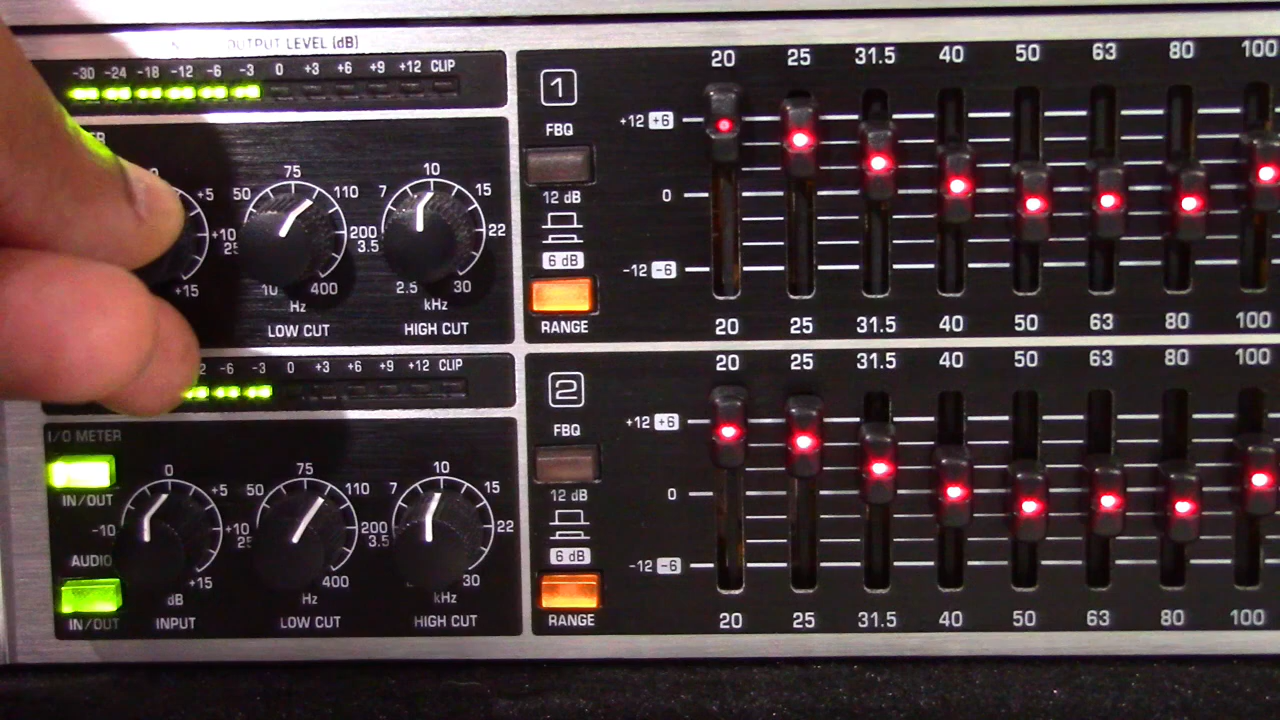 OUTPUT LEVEL (dB)
-30 -24 -18 -12 -6 -3 0 +3 +6 +9 +12 CLIP
+5
+10
+15
50 75 110 200 400
Hz
LOW CUT
7 10 15 22 30 2.5 3.5
kHz
HIGH CUT
1
FBQ
12 dB
6 dB
RANGE
20 25 31.5 40 50 63 80 100
+12 +6
0
-12 -6
20 25 31.5 40 50 63 80 100
-6 -3 0 +3 +6 +9 +12 CLIP
I/O METER
IN/OUT
AUDIO
IN/OUT
-10 0 +5 +10 +15
dB
INPUT
50 75 110 200 400
Hz
LOW CUT
3.5 7 10 15 22 30
kHz
HIGH CUT
2
FBQ
12 dB
6 dB
RANGE
20 25 31.5 40 50 63 80 100
+12 +6
0
-12 -6
20 25 31.5 40 50 63 80 100